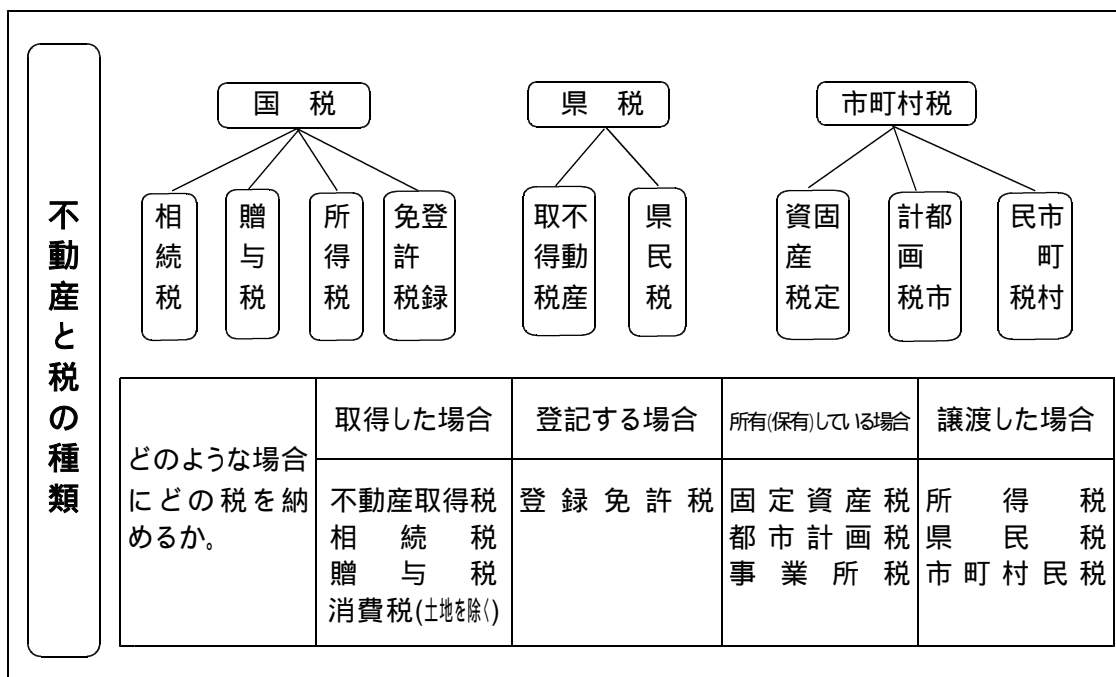 不動産と税の種類
国税
県税
市町村税
相続税
贈与税
所得税
登録
免許税
不動産
取得税
県民税
固定
資産税
都市
計画税
市町村
民税
どのような場合
にどの税を納
めるか。
取得した場合
登記する場合
所有(保有)している場合
譲渡した場合
不動産取得税
相続税
贈与税
消費税(土地を除く)
登録免許税
固定資産税
都市計画税
事業所税
所得税
県民税
市町村民税